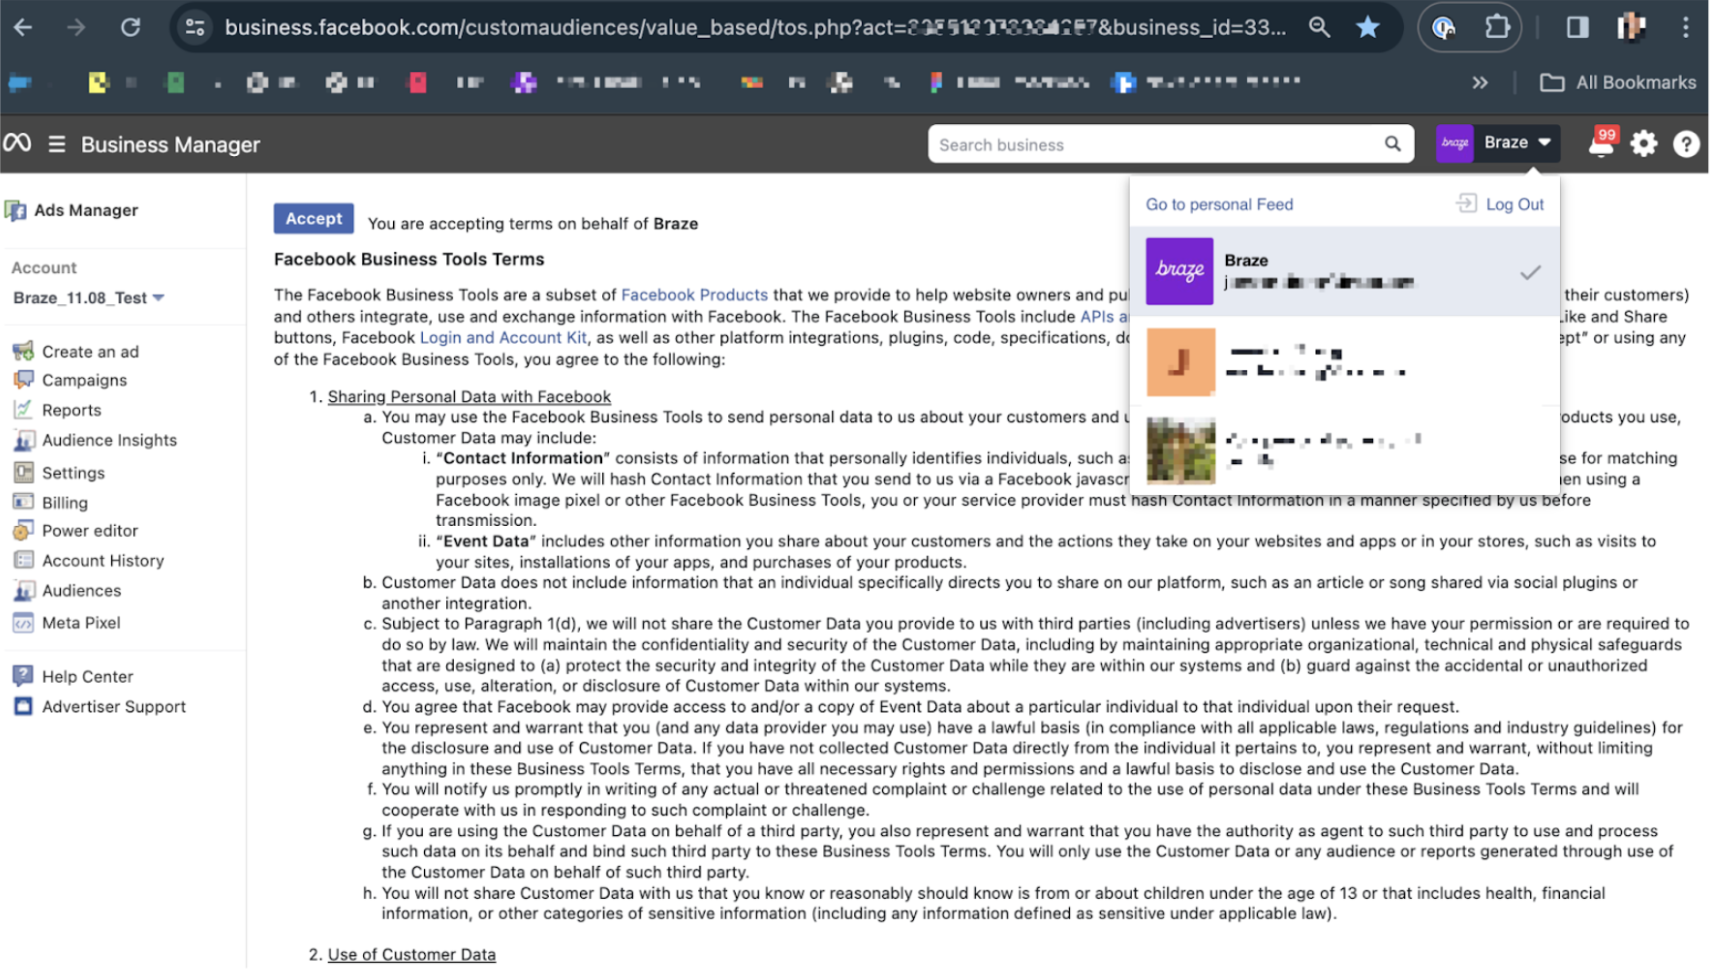 business.facebook.com/customaudiences/value_based/tos.php?act= &business_id=33...
All Bookmarks
Business Manager
Search business
braze
Braze
99
Ads Manager
Account
Braze_11.08_Test
Create an ad
Campaigns
Reports
Audience Insights
Settings
Billing
Power editor
Account History
Audiences
Meta Pixel
Help Center
Advertiser Support
Go to personal Feed
Log Out
braze
Braze
J
Accept
You are accepting terms on behalf of Braze
Facebook Business Tools Terms
The Facebook Business Tools are a subset of Facebook Products that we provide to help website owners and their customers)
and others integrate, use and exchange information with Facebook. The Facebook Business Tools include APIs Like and Share
buttons, Facebook Login and Account Kit, as well as other platform integrations, plugins, code, specifications, or using any
of the Facebook Business Tools, you agree to the following:
1. Sharing Personal Data with Facebook
a. You may use the Facebook Business Tools to send personal data to us about your customers and products you use,
Customer Data may include:
i. “Contact Information” consists of information that personally identifies individuals, such for matching
purposes only. We will hash Contact Information that you send to us via a Facebook using a
Facebook image pixel or other Facebook Business Tools, you or your service provider must hash Contact Information in a manner specified by us before
transmission.
ii. “Event Data” includes other information you share about your customers and the actions they take on your websites and apps or in your stores, such as visits to
your sites, installations of your apps, and purchases of your products.
b. Customer Data does not include information that an individual specifically directs you to share on our platform, such as an article or song shared via social plugins or
another integration.
c. Subject to Paragraph 1(d), we will not share the Customer Data you provide to us with third parties (including advertisers) unless we have your permission or are required to
do so by law. We will maintain the confidentiality and security of the Customer Data, including by maintaining appropriate organizational, technical and physical safeguards
that are designed to (a) protect the security and integrity of the Customer Data while they are within our systems and (b) guard against the accidental or unauthorized
access, use, alteration, or disclosure of Customer Data within our systems.
d. You agree that Facebook may provide access to and/or a copy of Event Data about a particular individual to that individual upon their request.
e. You represent and warrant that you (and any data provider you may use) have a lawful basis (in compliance with all applicable laws, regulations and industry guidelines) for
the disclosure and use of Customer Data. If you have not collected Customer Data directly from the individual it pertains to, you represent and warrant, without limiting
anything in these Business Tools Terms, that you have all necessary rights and permissions and a lawful basis to disclose and use the Customer Data.
f. You will notify us promptly in writing of any actual or threatened complaint or challenge related to the use of personal data under these Business Tools Terms and will
cooperate with us in responding to such complaint or challenge.
g. If you are using the Customer Data on behalf of a third party, you also represent and warrant that you have the authority as agent to such third party to use and process
such data on its behalf and bind such third party to these Business Tools Terms. You will only use the Customer Data or any audience or reports generated through use of
the Customer Data on behalf of such third party.
h. You will not share Customer Data with us that you know or reasonably should know is from or about children under the age of 13 or that includes health, financial
information, or other categories of sensitive information (including any information defined as sensitive under applicable law).
2. Use of Customer Data